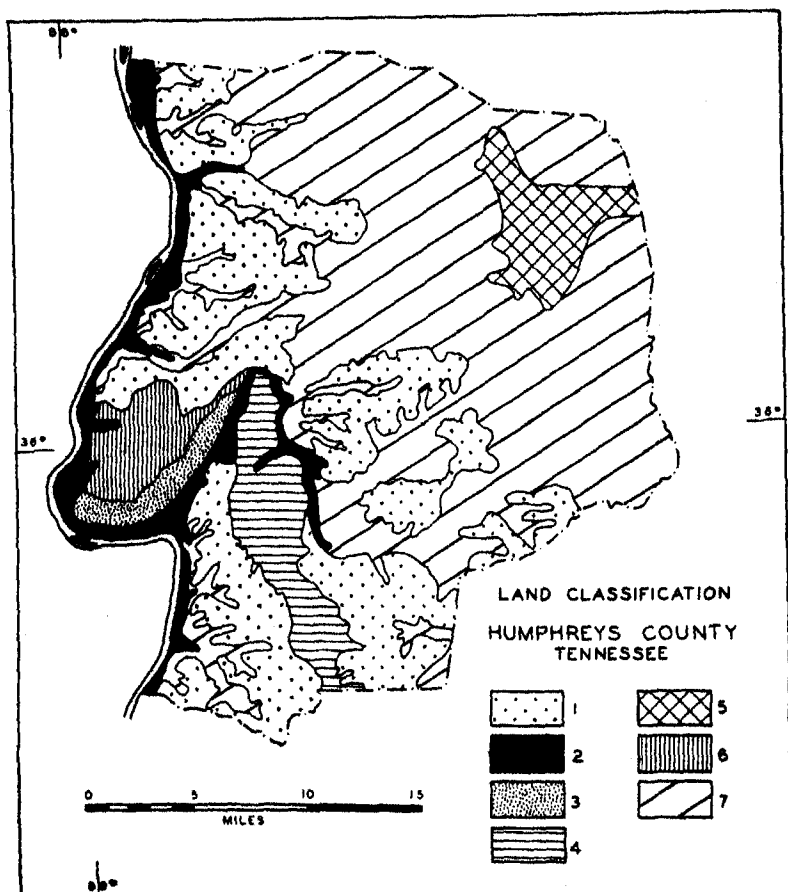 88°
36°
36°
LAND CLASSIFICATION
HUMPHREYS COUNTY
TENNESSEE
1
5
2
6
3
7
4
0 5 10 15
MILES
88°